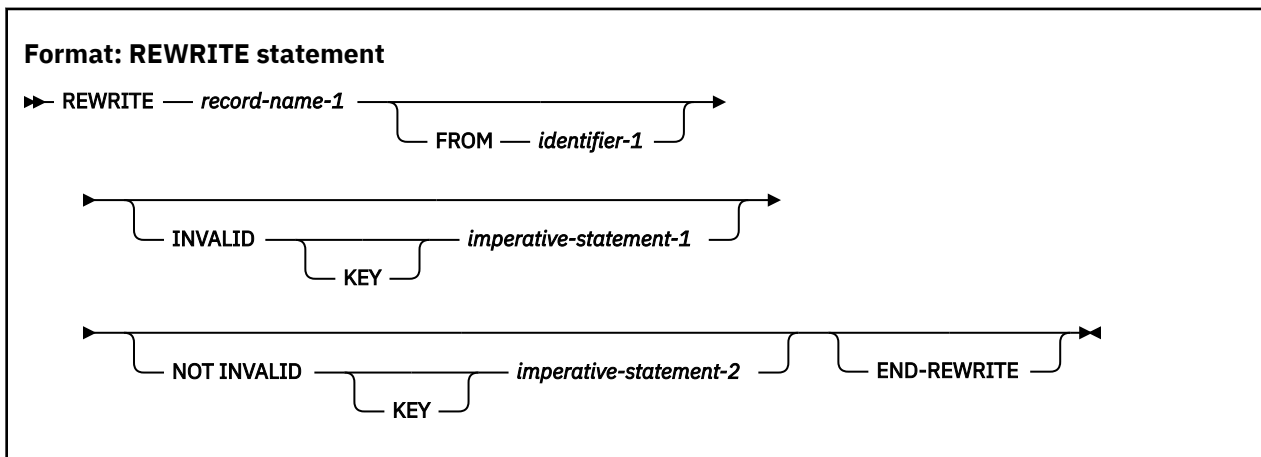 Format: REWRITE statement
REWRITE record-name-1
FROM identifier-1
INVALID imperative-statement-1
KEY
NOT INVALID imperative-statement-2 END-REWRITE
KEY